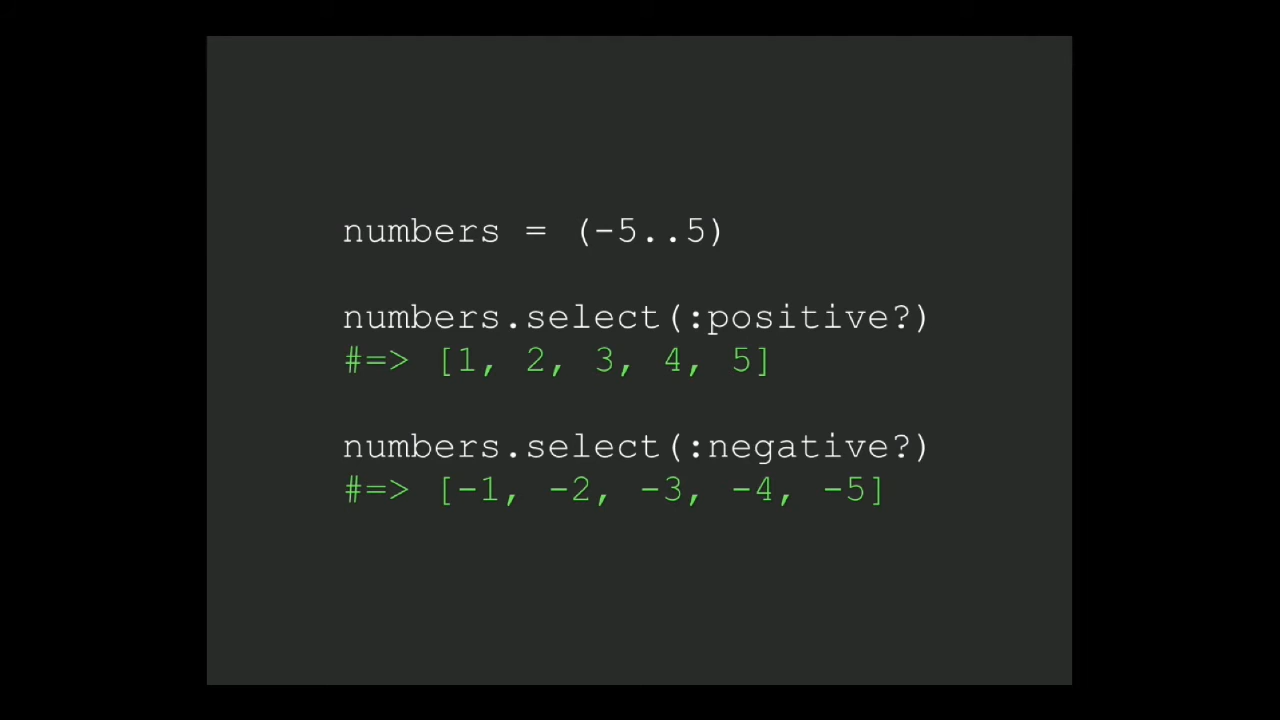 numbers = (-5..5)
numbers.select(:positive?)
#=> [1, 2, 3, 4, 5]
numbers.select(:negative?)
#=> [-1, -2, -3, -4, -5]